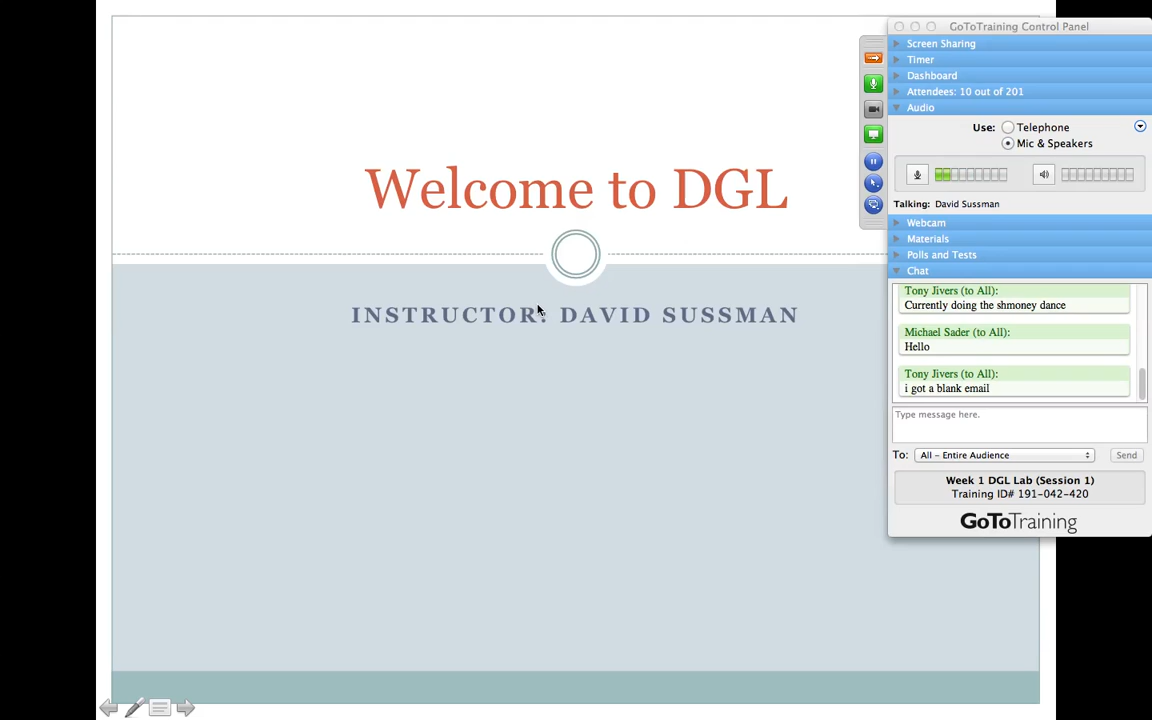 Welcome to DGL
INSTRUCTOR: DAVID SUSSMAN
GoToTraining Control Panel
Screen Sharing
Timer
Dashboard
Attendees: 10 out of 201
Audio
Use: Telephone
Mic & Speakers
Talking: David Sussman
Webcam
Materials
Polls and Tests
Chat
Tony Jivers (to All):
Currently doing the shmoney dance
Michael Sader (to All):
Hello
Tony Jivers (to All):
i got a blank email
Type message here.
To: All – Entire Audience
Send
Week 1 DGL Lab (Session 1)
Training ID# 191-042-420
GoToTraining